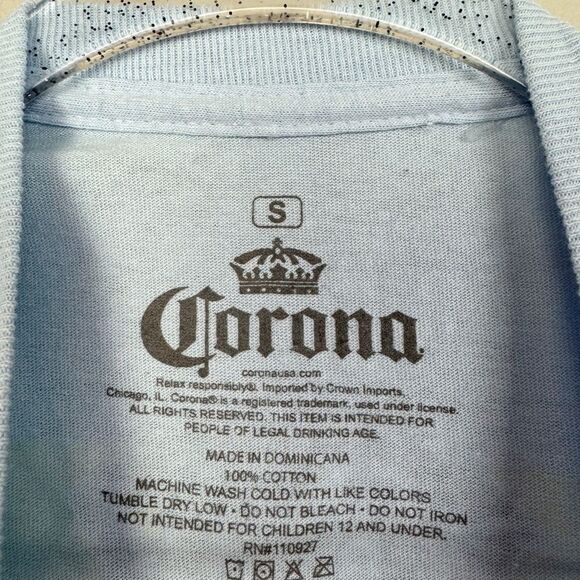 S
Corona
coronausa.com
Relax responsibly®. Imported by Crown Imports,
Chicago, IL. Corona® is a registered trademark, used under license.
ALL RIGHTS RESERVED. THIS ITEM IS INTENDED FOR
PEOPLE OF LEGAL DRINKING AGE.
MADE IN DOMINICANA
100% COTTON
MACHINE WASH COLD WITH LIKE COLORS
TUMBLE DRY LOW • DO NOT BLEACH • DO NOT IRON
NOT INTENDED FOR CHILDREN 12 AND UNDER.
RN#110927